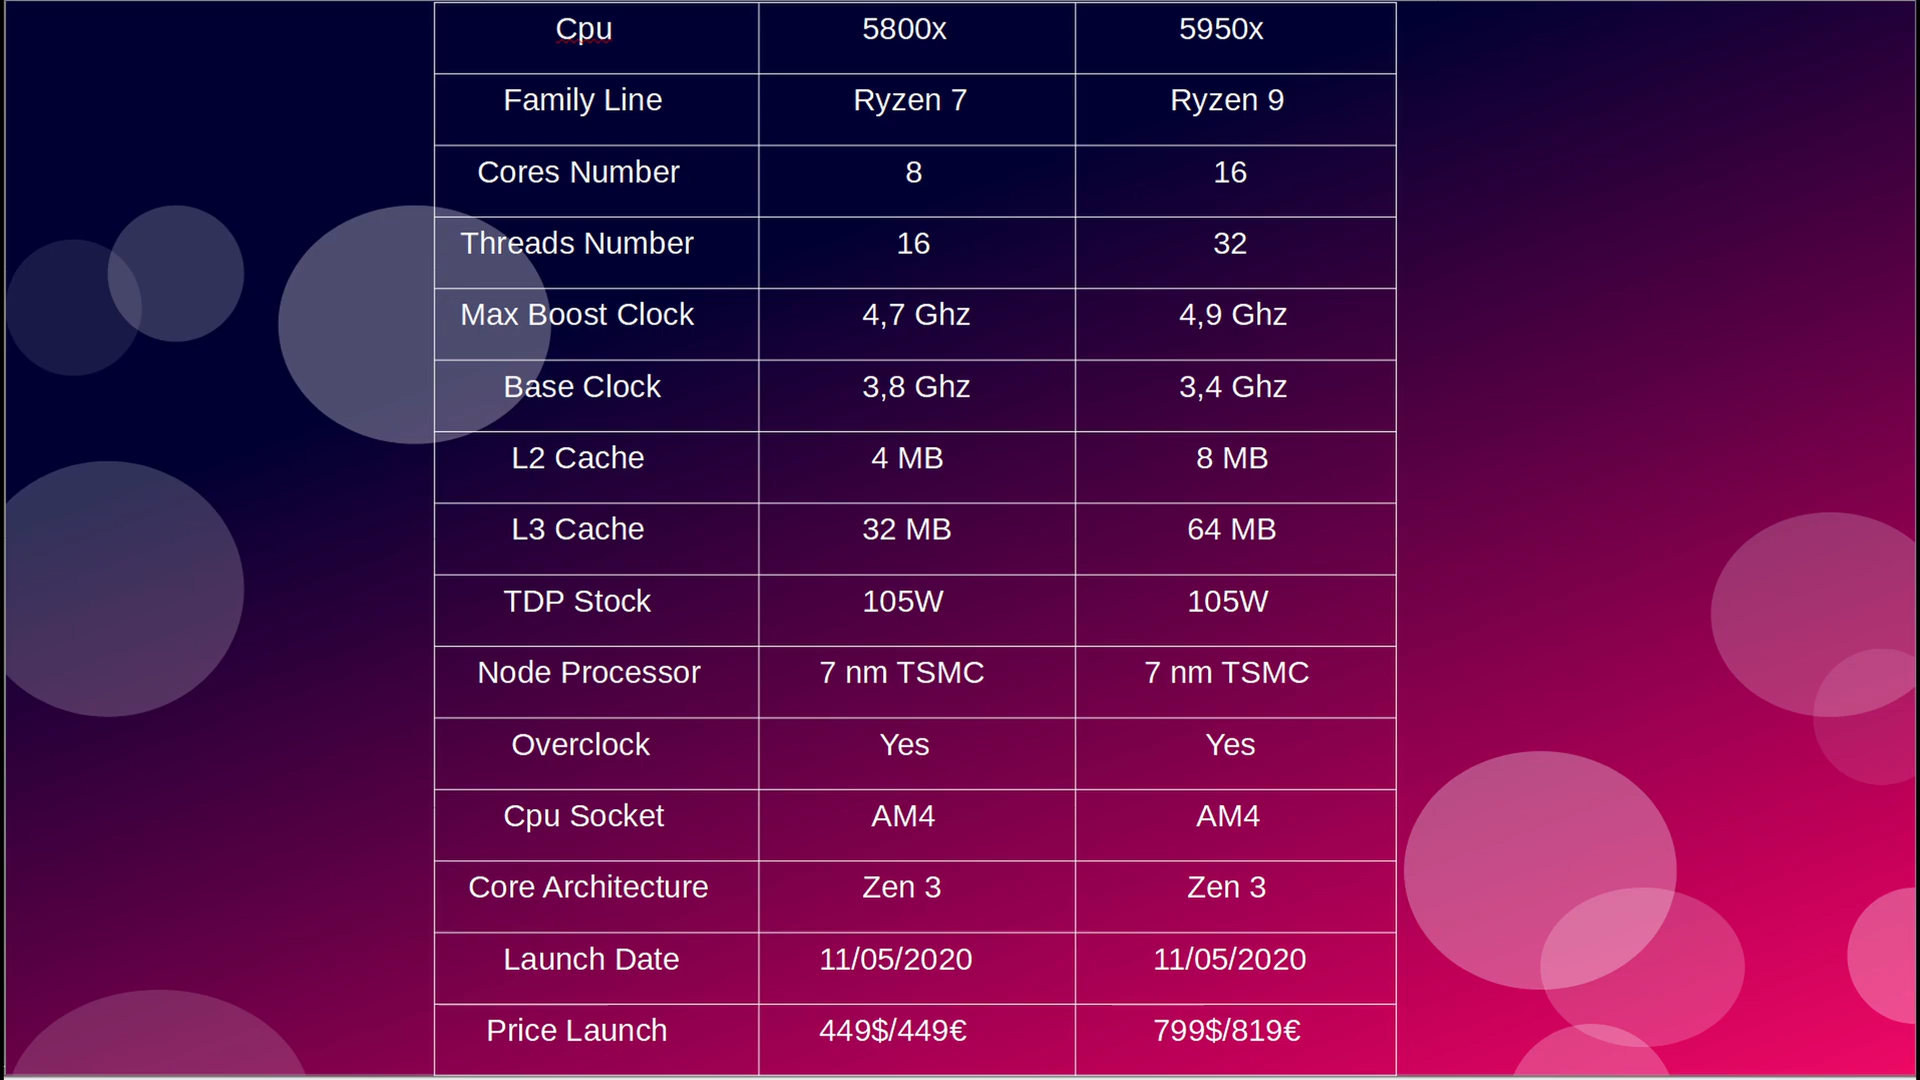 Cpu 5800x 5950x
Family Line Ryzen 7 Ryzen 9
Cores Number 8 16
Threads Number 16 32
Max Boost Clock 4,7 Ghz 4,9 Ghz
Base Clock 3,8 Ghz 3,4 Ghz
L2 Cache 4 MB 8 MB
L3 Cache 32 MB 64 MB
TDP Stock 105W 105W
Node Processor 7 nm TSMC 7 nm TSMC
Overclock Yes Yes
Cpu Socket AM4 AM4
Core Architecture Zen 3 Zen 3
Launch Date 11/05/2020 11/05/2020
Price Launch 449$/449€ 799$/819€